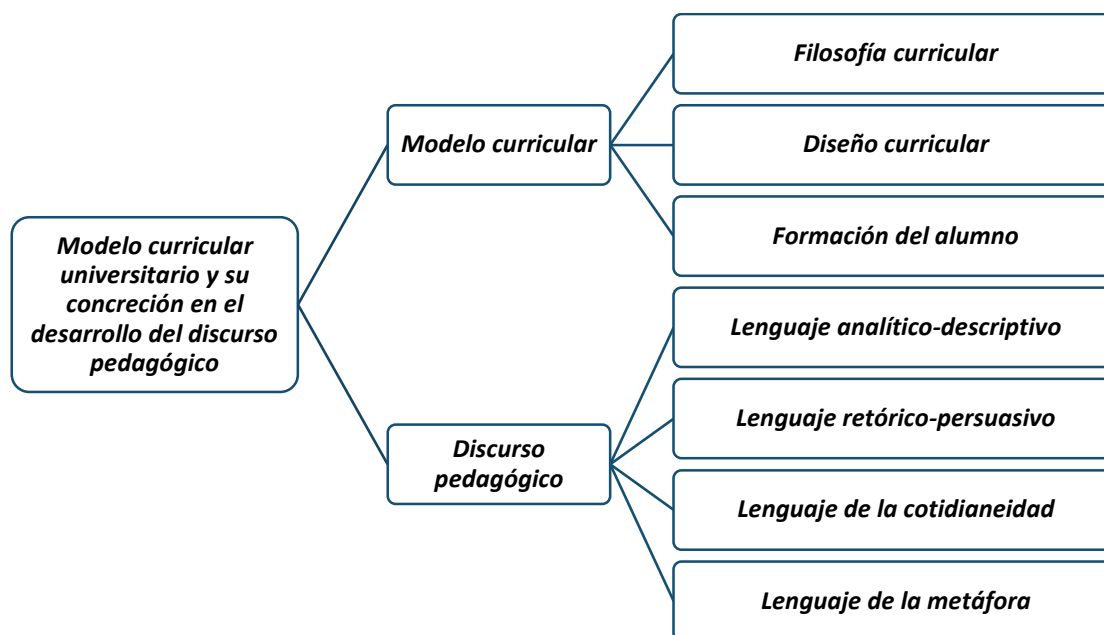 Modelo curricular
universitario y su
concreción en el
desarrollo del discurso
pedagógico
Modelo curricular
Filosofía curricular
Diseño curricular
Formación del alumno
Discurso
pedagógico
Lenguaje analítico-descriptivo
Lenguaje retórico-persuasivo
Lenguaje de la cotidianeidad
Lenguaje de la metáfora